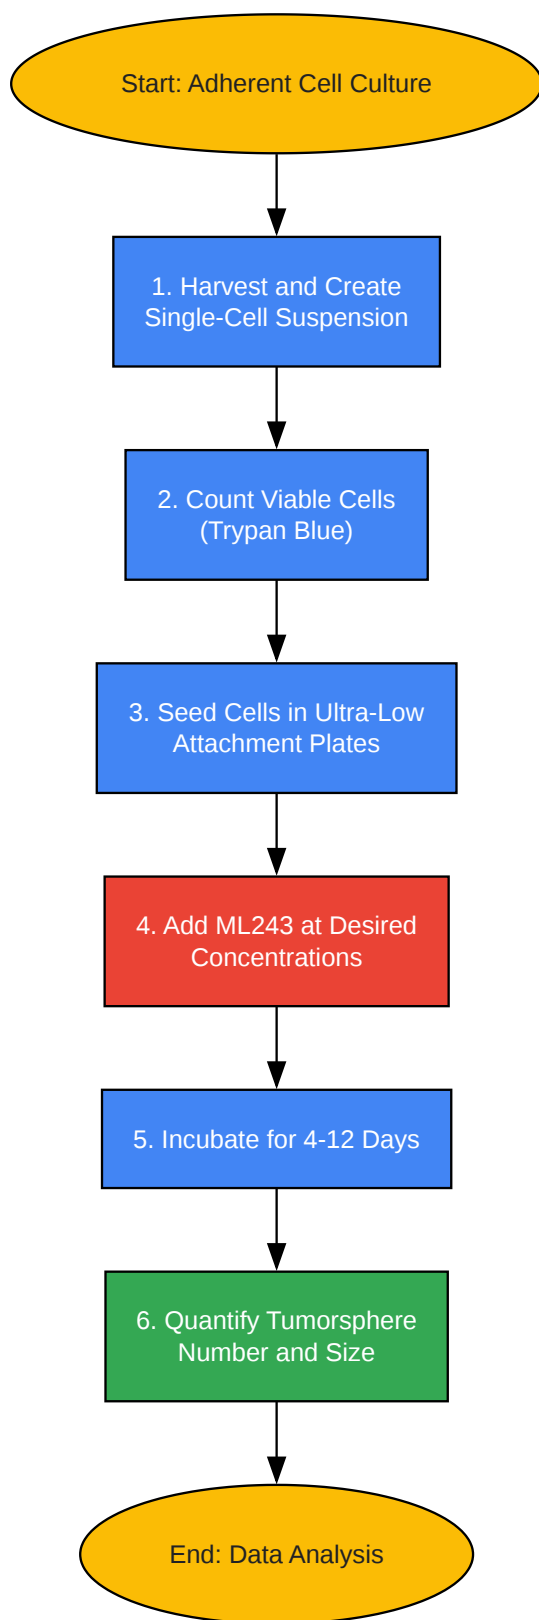 Start: Adherent Cell Culture
1. Harvest and Create
Single-Cell Suspension
2. Count Viable Cells
(Trypan Blue)
3. Seed Cells in Ultra-Low
Attachment Plates
4. Add ML243 at Desired
Concentrations
5. Incubate for 4-12 Days
6. Quantify Tumorsphere
Number and Size
End: Data Analysis